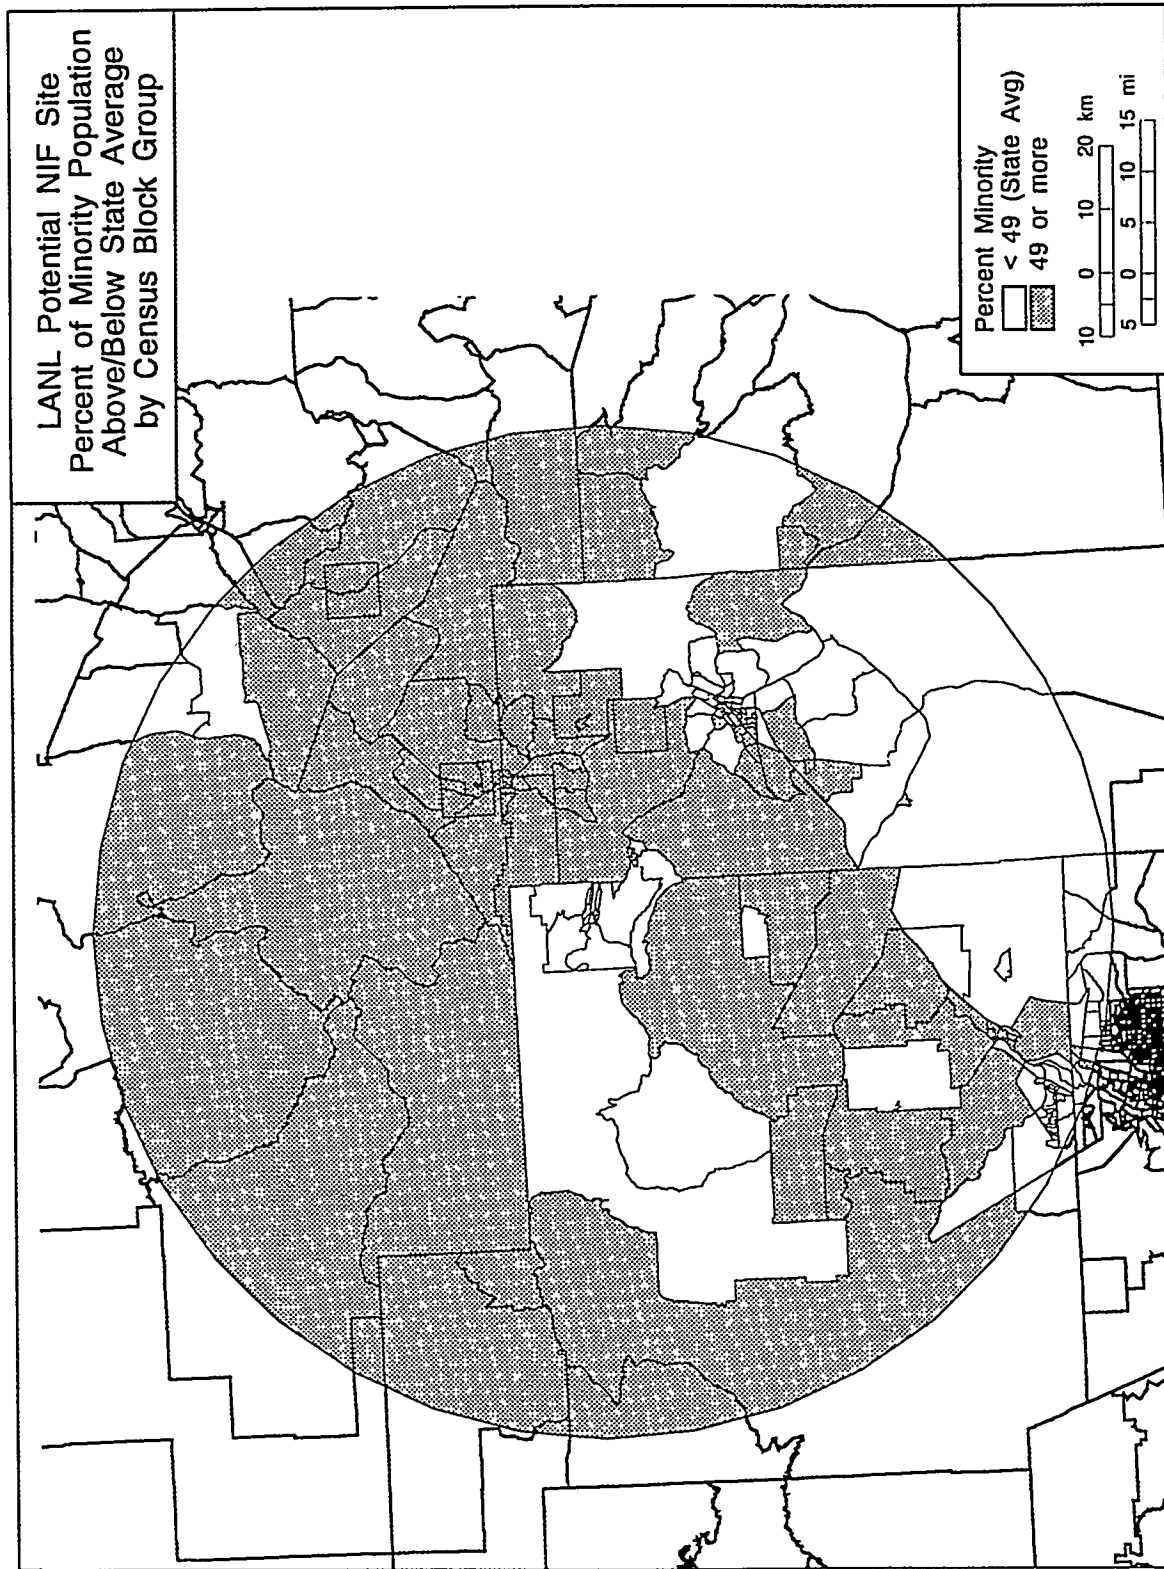 LANL Potential NIF Site
Percent of Minority Population
Above/Below State Average
by Census Block Group
Percent Minority
< 49 (State Avg)
49 or more
10 0 10 20 km
5 0 5 10 15 mi